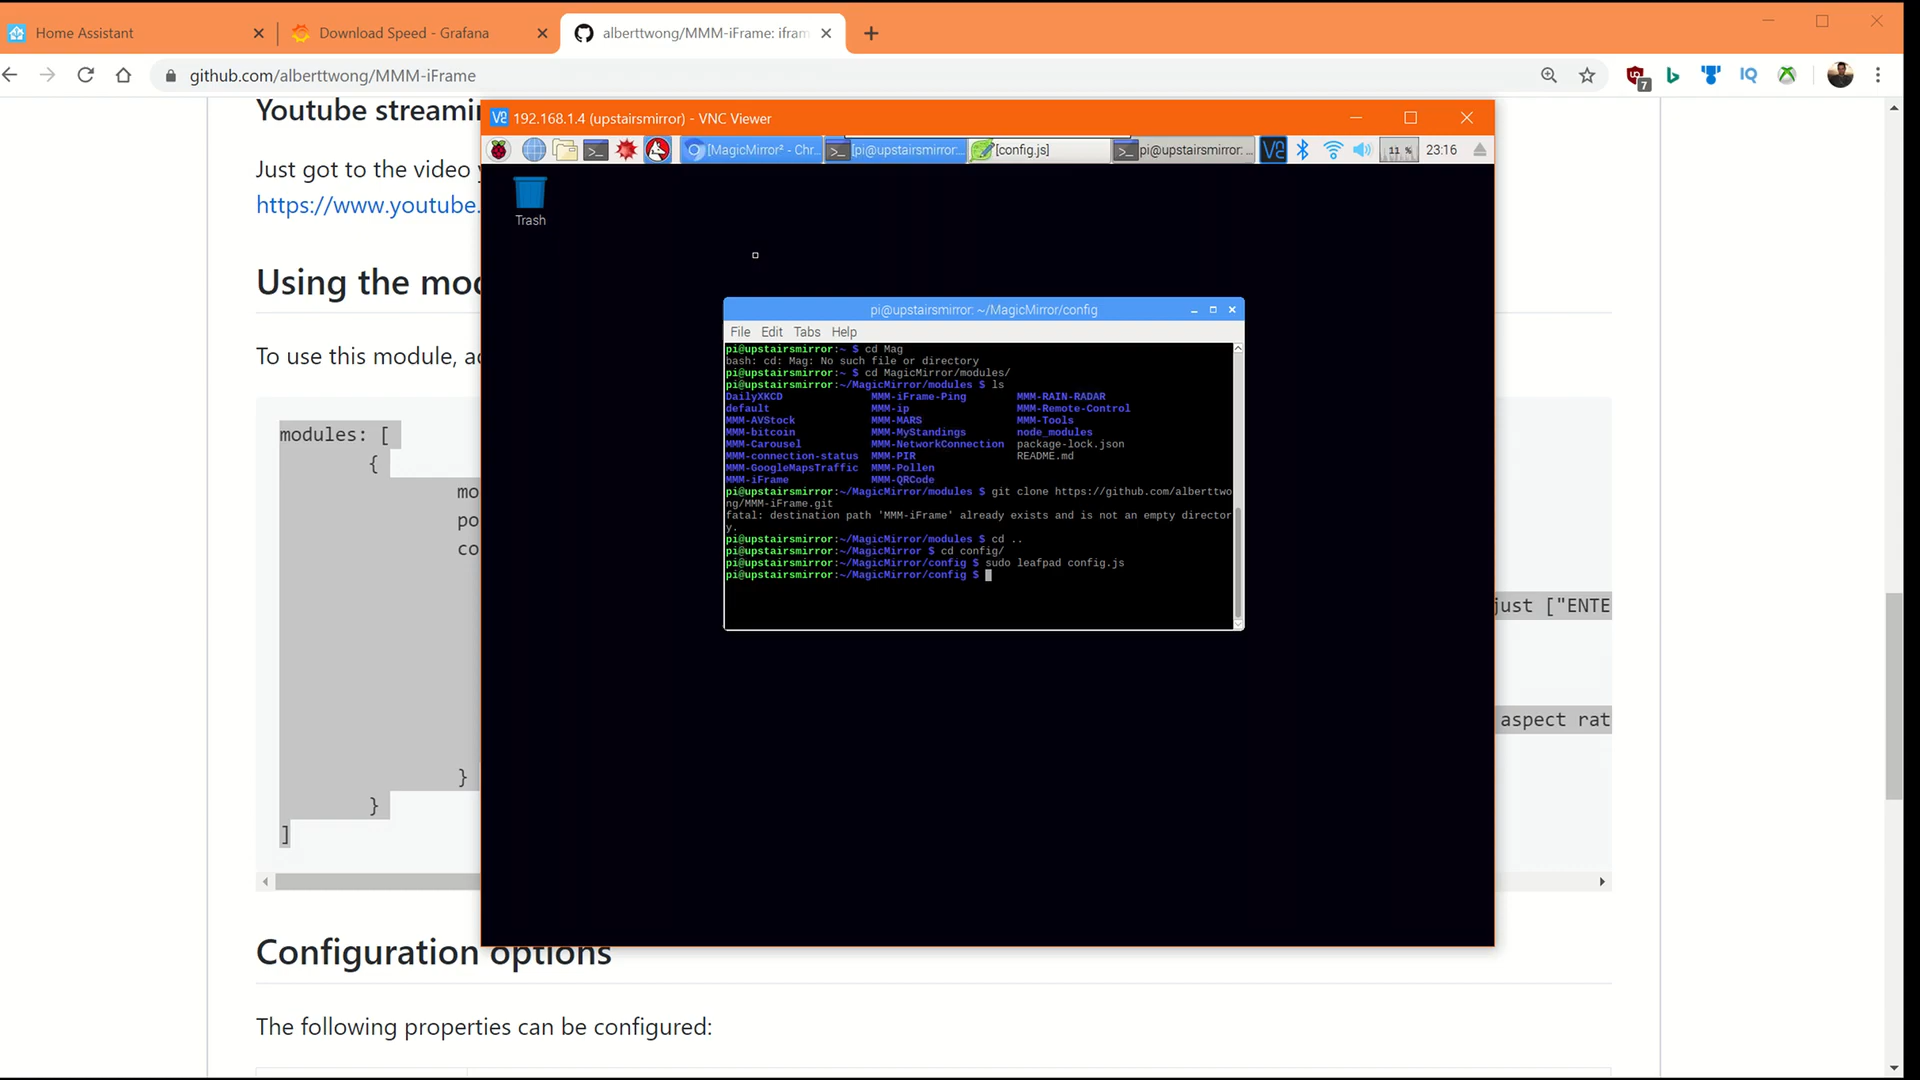 Home Assistant
Download Speed - Grafana
alberttwong/MMM-iFrame: ifram
github.com/alberttwong/MMM-iFrame
7
IQ
Youtube streamin
192.168.1.4 (upstairsmirror) - VNC Viewer
[MagicMirror² - Chr...
[pi@upstairsmirror:...
[config.js]
pi@upstairsmirror: ...
11 %
23:16
Just got to the video y
https://www.youtube.
Trash
Using the mod
pi@upstairsmirror: ~/MagicMirror/config
File Edit Tabs Help
To use this module, ad
pi@upstairsmirror:~ $ cd Mag
bash: cd: Mag: No such file or directory
pi@upstairsmirror:~ $ cd MagicMirror/modules/
pi@upstairsmirror:~/MagicMirror/modules $ ls
DailyXKCD MMM-iFrame-Ping MMM-RAIN-RADAR
default MMM-ip MMM-Remote-Control
MMM-AVStock MMM-MARS MMM-Tools
MMM-bitcoin MMM-MyStandings node_modules
MMM-Carousel MMM-NetworkConnection package-lock.json
MMM-connection-status MMM-PIR README.md
MMM-GoogleMapsTraffic MMM-Pollen
MMM-iFrame MMM-QRCode
pi@upstairsmirror:~/MagicMirror/modules $ git clone https://github.com/alberttwo
ng/MMM-iFrame.git
fatal: destination path 'MMM-iFrame' already exists and is not an empty director
y.
pi@upstairsmirror:~/MagicMirror/modules $ cd ..
pi@upstairsmirror:~/MagicMirror $ cd config/
pi@upstairsmirror:~/MagicMirror/config $ sudo leafpad config.js
pi@upstairsmirror:~/MagicMirror/config $
modules: [
{
mo
po
co
just ["ENTE
aspect rat
}
}
]
Configuration options
The following properties can be configured: